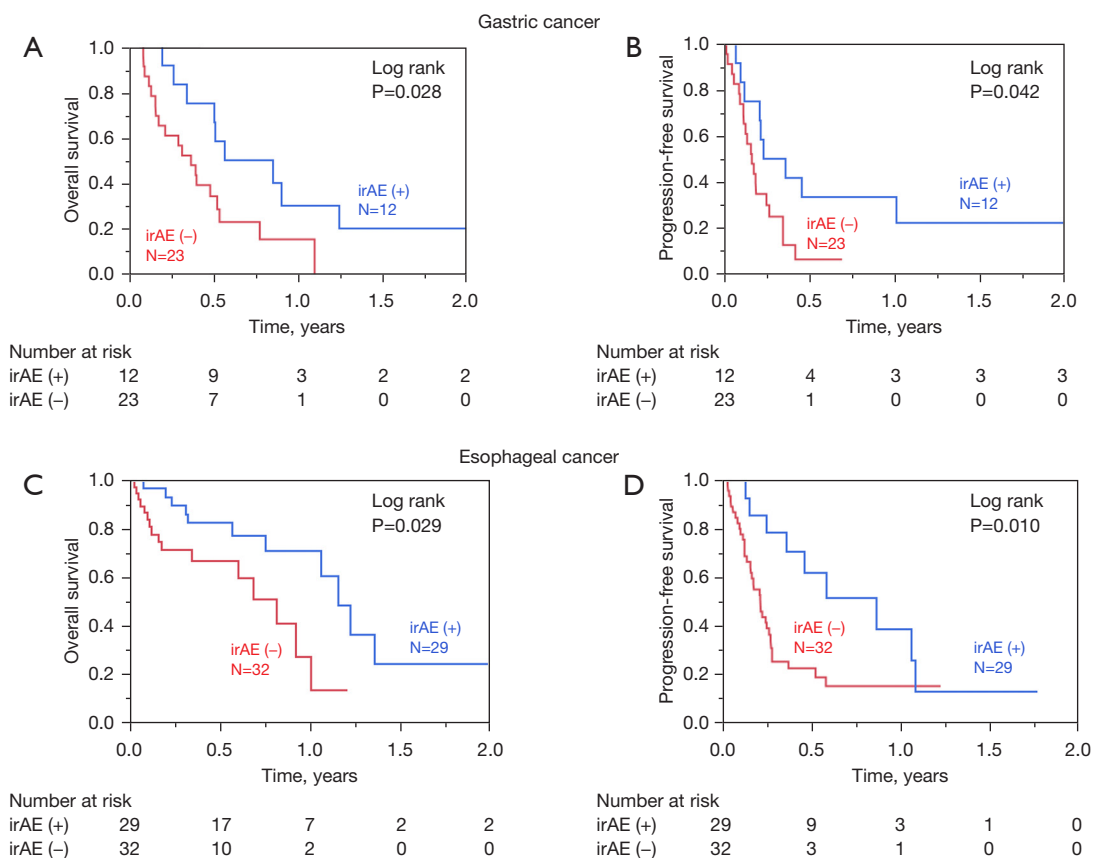 Gastric cancer
A
Log rank
P=0.028
Overall survival
1.0
0.8
0.6
0.4
0.2
0.0
irAE (+)
N=12
irAE (–)
N=23
0.0 0.5 1.0 1.5 2.0
Time, years
Number at risk
irAE (+) 12 9 3 2 2
irAE (–) 23 7 1 0 0
B
Log rank
P=0.042
Progression-free survival
1.0
0.8
0.6
0.4
0.2
0.0
irAE (+)
N=12
irAE (–)
N=23
0.0 0.5 1.0 1.5 2.0
Time, years
Number at risk
irAE (+) 12 4 3 3 3
irAE (–) 23 1 0 0 0
Esophageal cancer
C
Log rank
P=0.029
Overall survival
1.0
0.8
0.6
0.4
0.2
0.0
irAE (+)
N=29
irAE (–)
N=32
0.0 0.5 1.0 1.5 2.0
Time, years
Number at risk
irAE (+) 29 17 7 2 2
irAE (–) 32 10 2 0 0
D
Log rank
P=0.010
Progression-free survival
1.0
0.8
0.6
0.4
0.2
0.0
irAE (–)
N=32
irAE (+)
N=29
0.0 0.5 1.0 1.5 2.0
Time, years
Number at risk
irAE (+) 29 9 3 1 0
irAE (–) 32 3 1 0 0